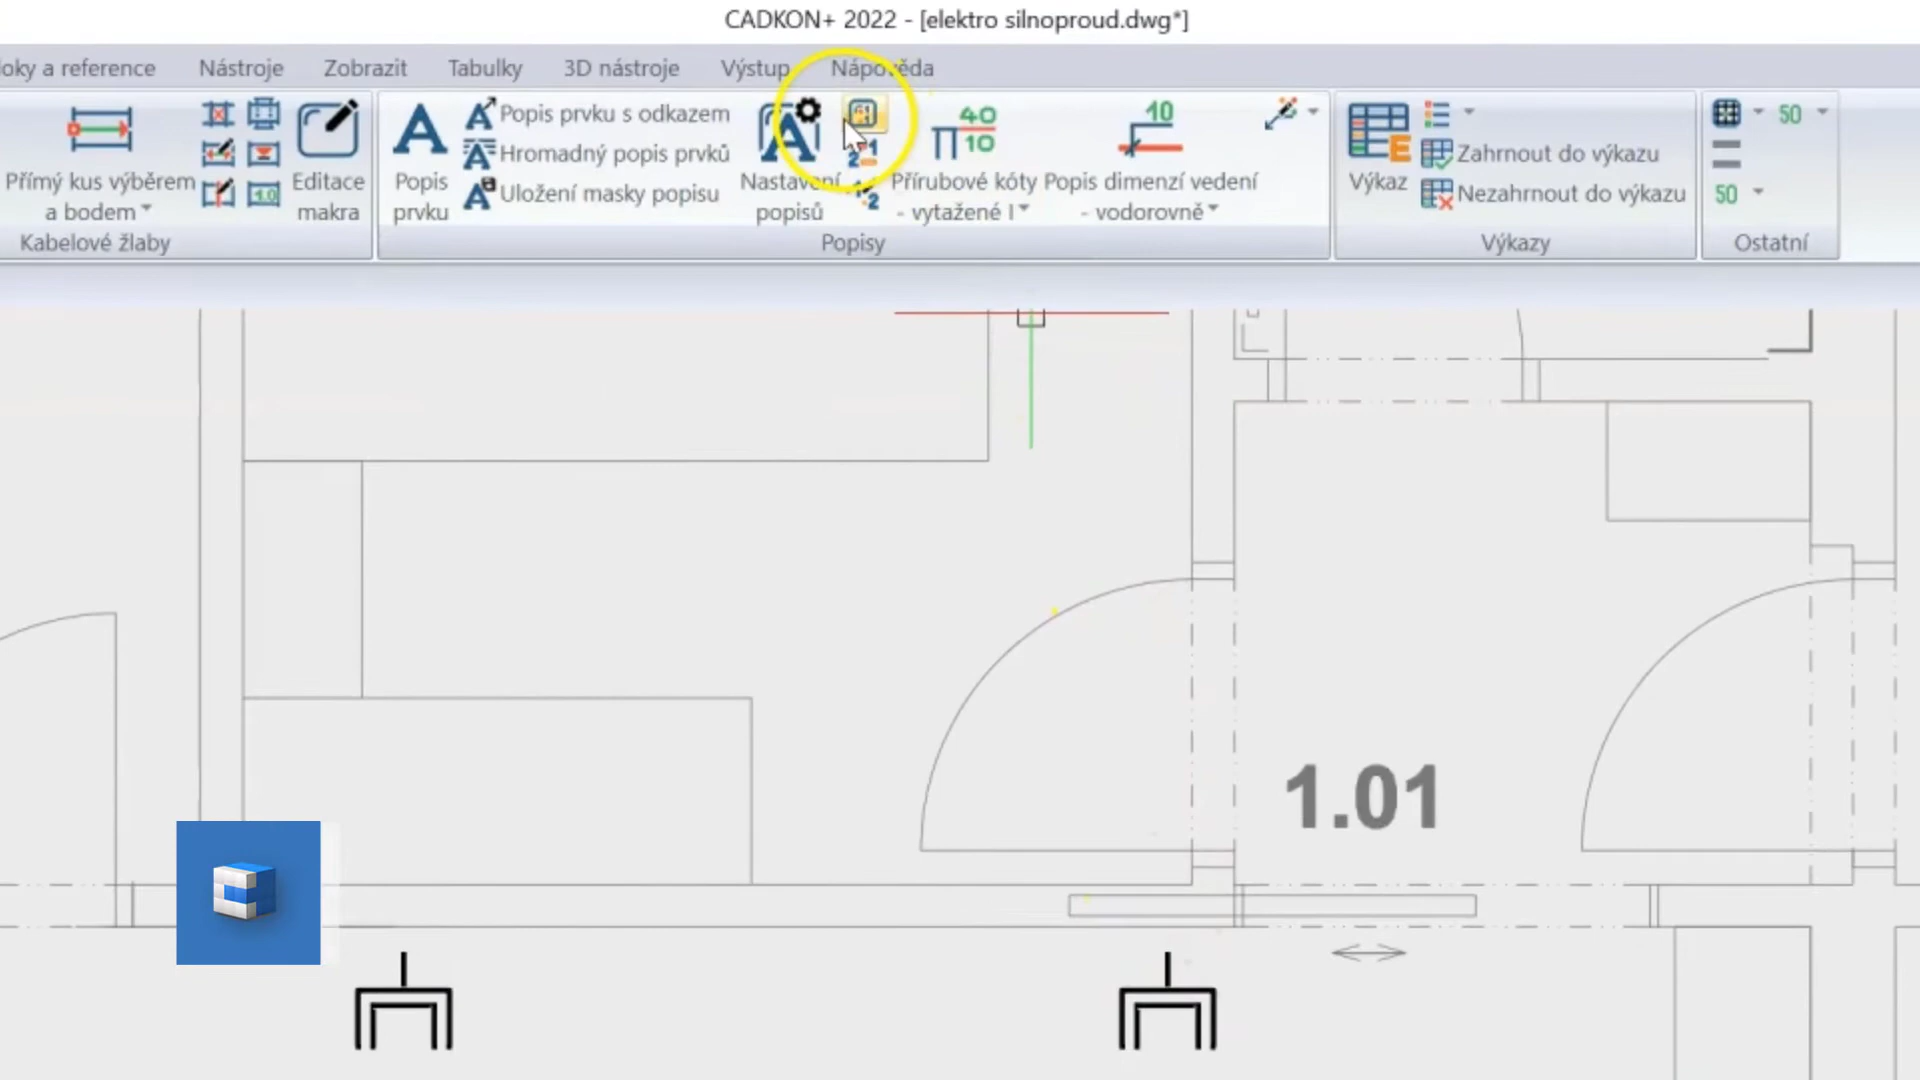 CADKON+ 2022 - [elektro silnoproud.dwg*]
oky a reference Nástroje Zobrazit Tabulky 3D nástroje Výstup Nápověda
Přímý kus výběrem
a bodem
1.0
Editace
makra
Kabelové žlaby
Popis
prvku
Popis prvku s odkazem
Hromadný popis prvků
Uložení masky popisu
Nastavení
popisů
40
10
Přírubové kóty
- vytažené I
10
Popis dimenzí vedení
- vodorovně
Popisy
Výkaz
Zahrnout do výkazu
Nezahrnout do výkazu
Výkazy
50
50
Ostatní
1.01